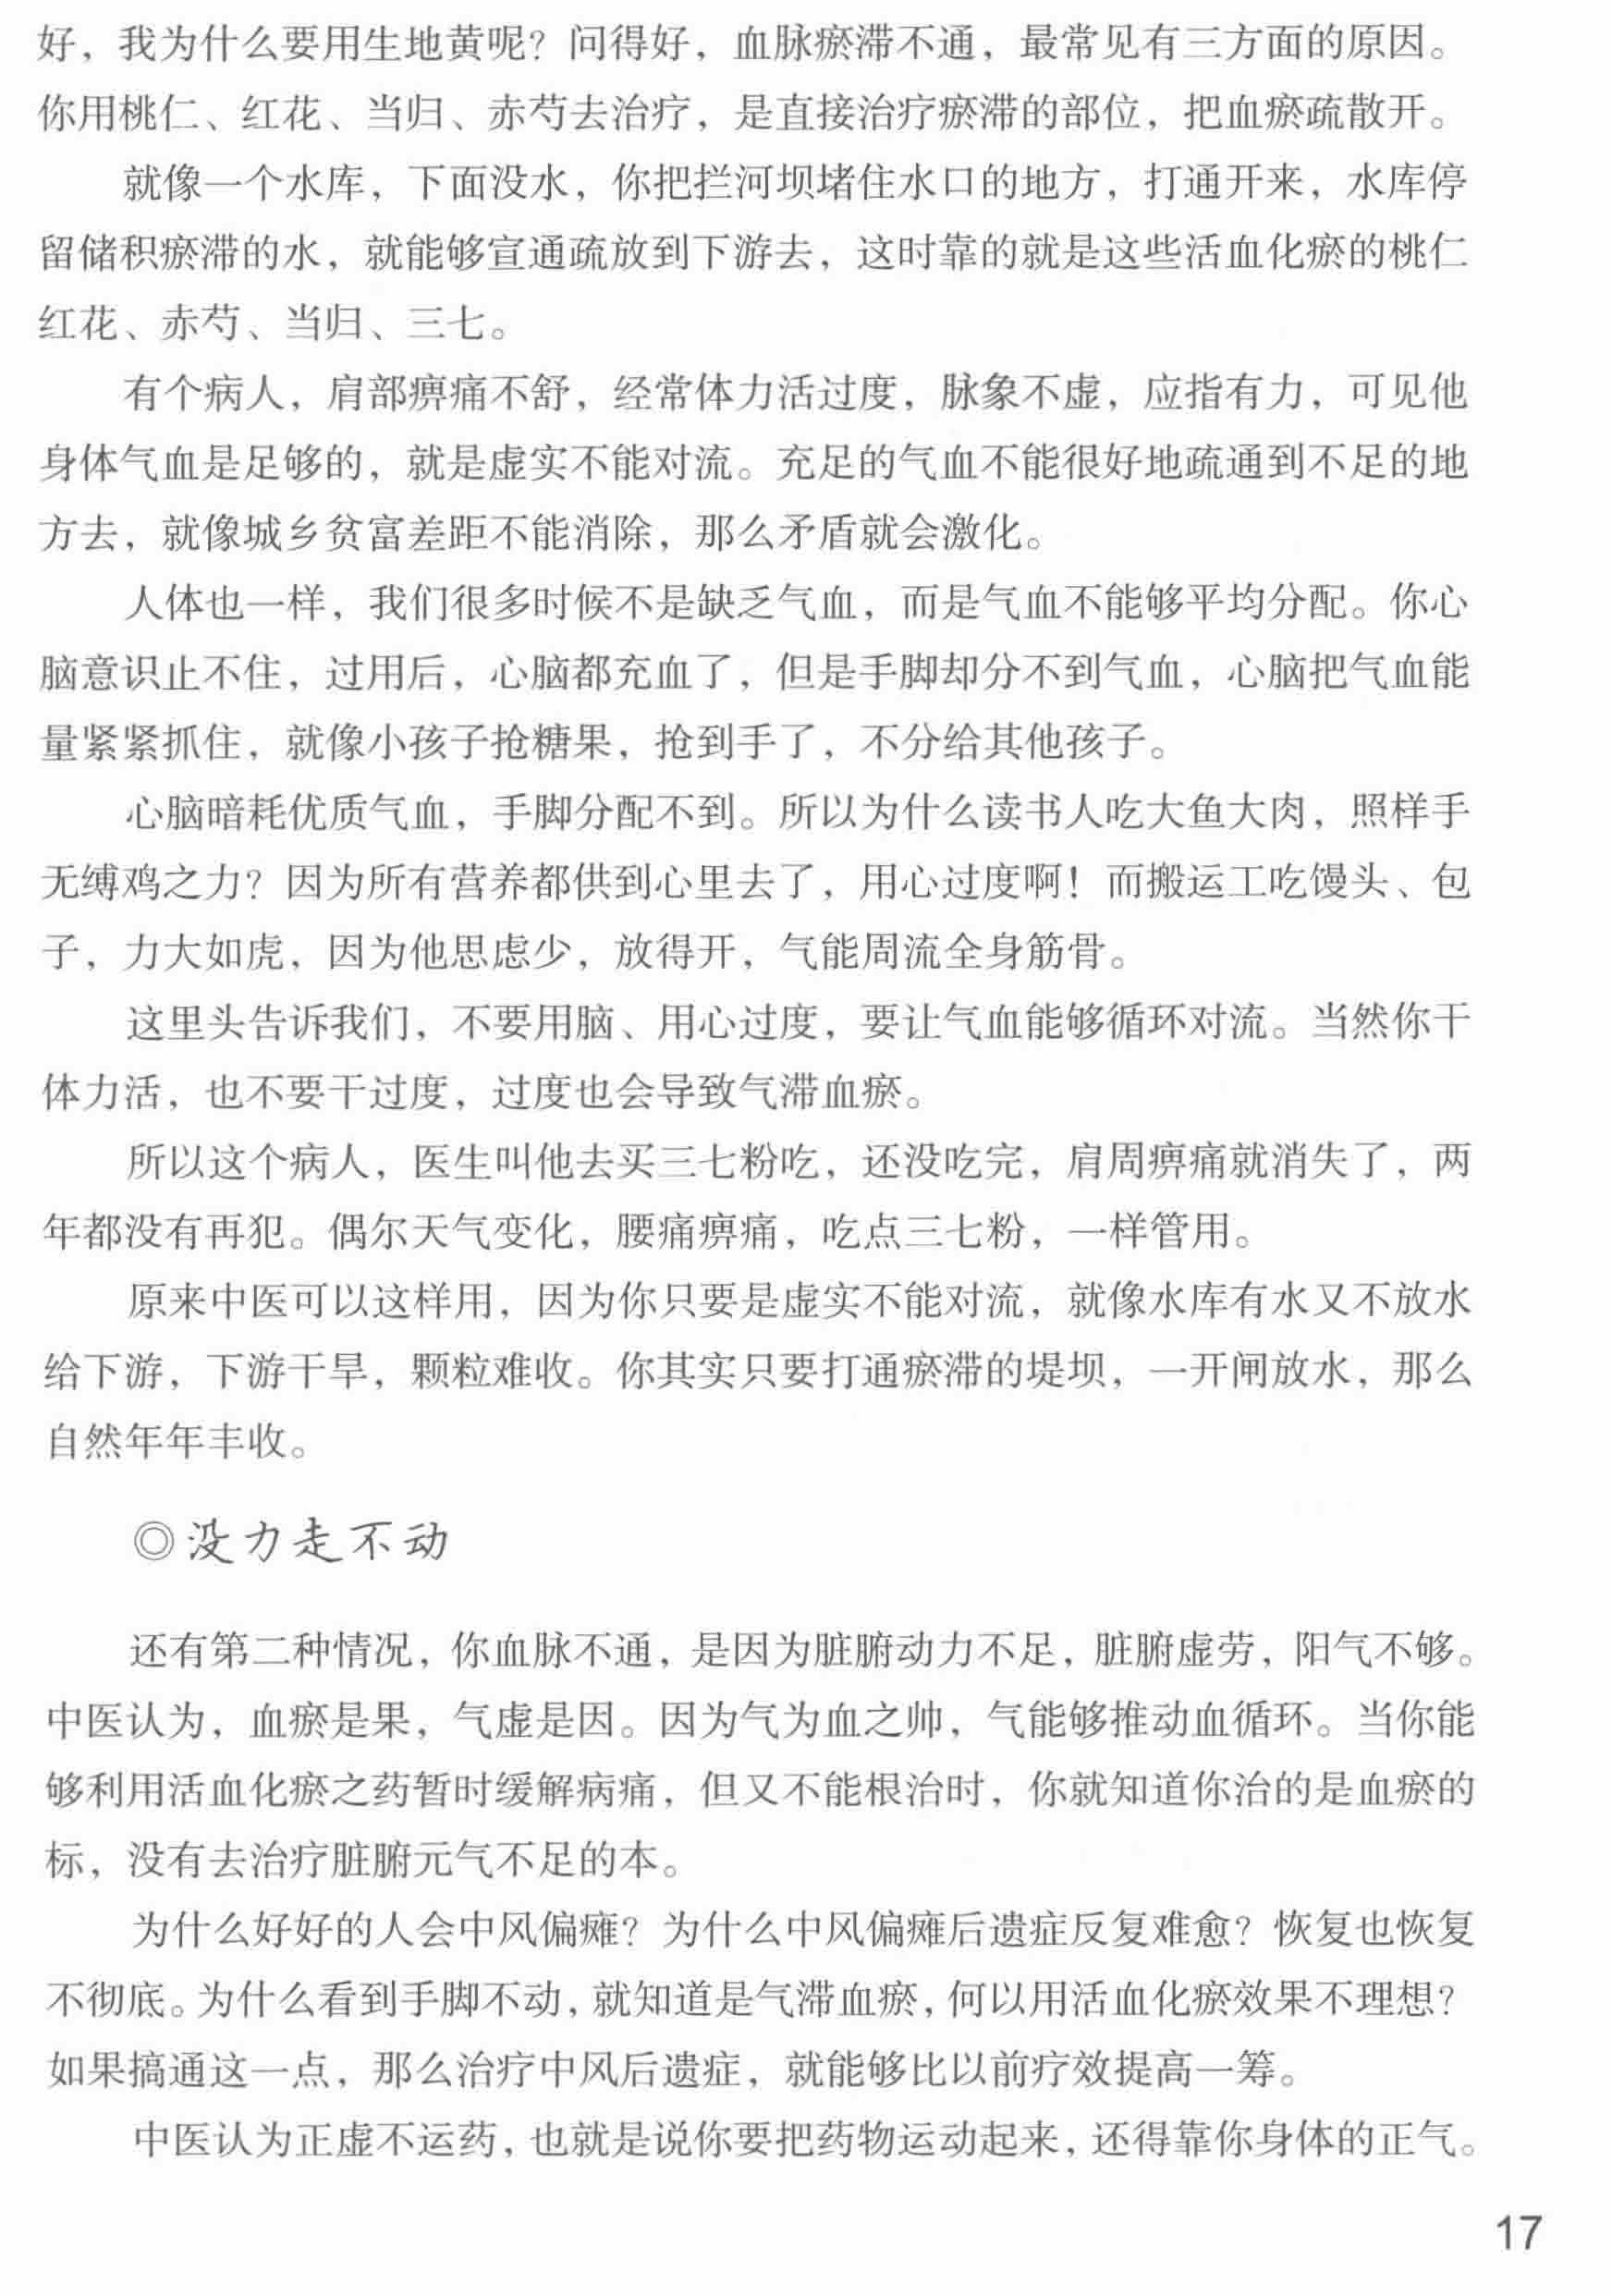 好，我为什么要用生地黄呢？问得好，血脉瘀滞不通，最常见有三方面的原因。
你用桃仁、红花、当归、赤芍去治疗，是直接治疗瘀滞的部位，把血瘀疏散开。
就像一个水库，下面没水，你把拦河坝堵住水口的地方，打通开来，水库停
留储积瘀滞的水，就能够宣通疏放到下游去，这时靠的就是这些活血化瘀的桃仁
红花、赤芍、当归、三七。
有个病人，肩部痹痛不舒，经常体力活过度，脉象不虚，应指有力，可见他
身体气血是足够的，就是虚实不能对流。充足的气血不能很好地疏通到不足的地
方去，就像城乡贫富差距不能消除，那么矛盾就会激化。
人体也一样，我们很多时候不是缺乏气血，而是气血不能够平均分配。你心
脑意识止不住，过用后，心脑都充血了，但是手脚却分不到气血，心脑把气血能
量紧紧抓住，就像小孩子抢糖果，抢到手了，不分给其他孩子。
心脑暗耗优质气血，手脚分配不到。所以为什么读书人吃大鱼大肉，照样手
无缚鸡之力？因为所有营养都供到心里去了，用心过度啊！而搬运工吃馒头、包
子，力大如虎，因为他思虑少，放得开，气能周流全身筋骨。
这里头告诉我们，不要用脑、用心过度，要让气血能够循环对流。当然你干
体力活，也不要干过度，过度也会导致气滞血瘀。
所以这个病人，医生叫他去买三七粉吃，还没吃完，肩周痹痛就消失了，两
年都没有再犯。偶尔天气变化，腰痛痹痛，吃点三七粉，一样管用。
原来中医可以这样用，因为你只要是虚实不能对流，就像水库有水又不放水
给下游，下游干旱，颗粒难收。你其实只要打通瘀滞的堤坝，一开闸放水，那么
自然年年丰收。
◎没力走不动
还有第二种情况，你血脉不通，是因为脏腑动力不足，脏腑虚劳，阳气不够。
中医认为，血瘀是果，气虚是因。因为气为血之帅，气能够推动血循环。当你能
够利用活血化瘀之药暂时缓解病痛，但又不能根治时，你就知道你治的是血瘀的
标，没有去治疗脏腑元气不足的本。
为什么好好的人会中风偏瘫？为什么中风偏瘫后遗症反复难愈？恢复也恢复
不彻底。为什么看到手脚不动，就知道是气滞血瘀，何以用活血化瘀效果不理想？
如果搞通这一点，那么治疗中风后遗症，就能够比以前疗效提高一筹。
中医认为正虚不运药，也就是说你要把药物运动起来，还得靠你身体的正气。
17